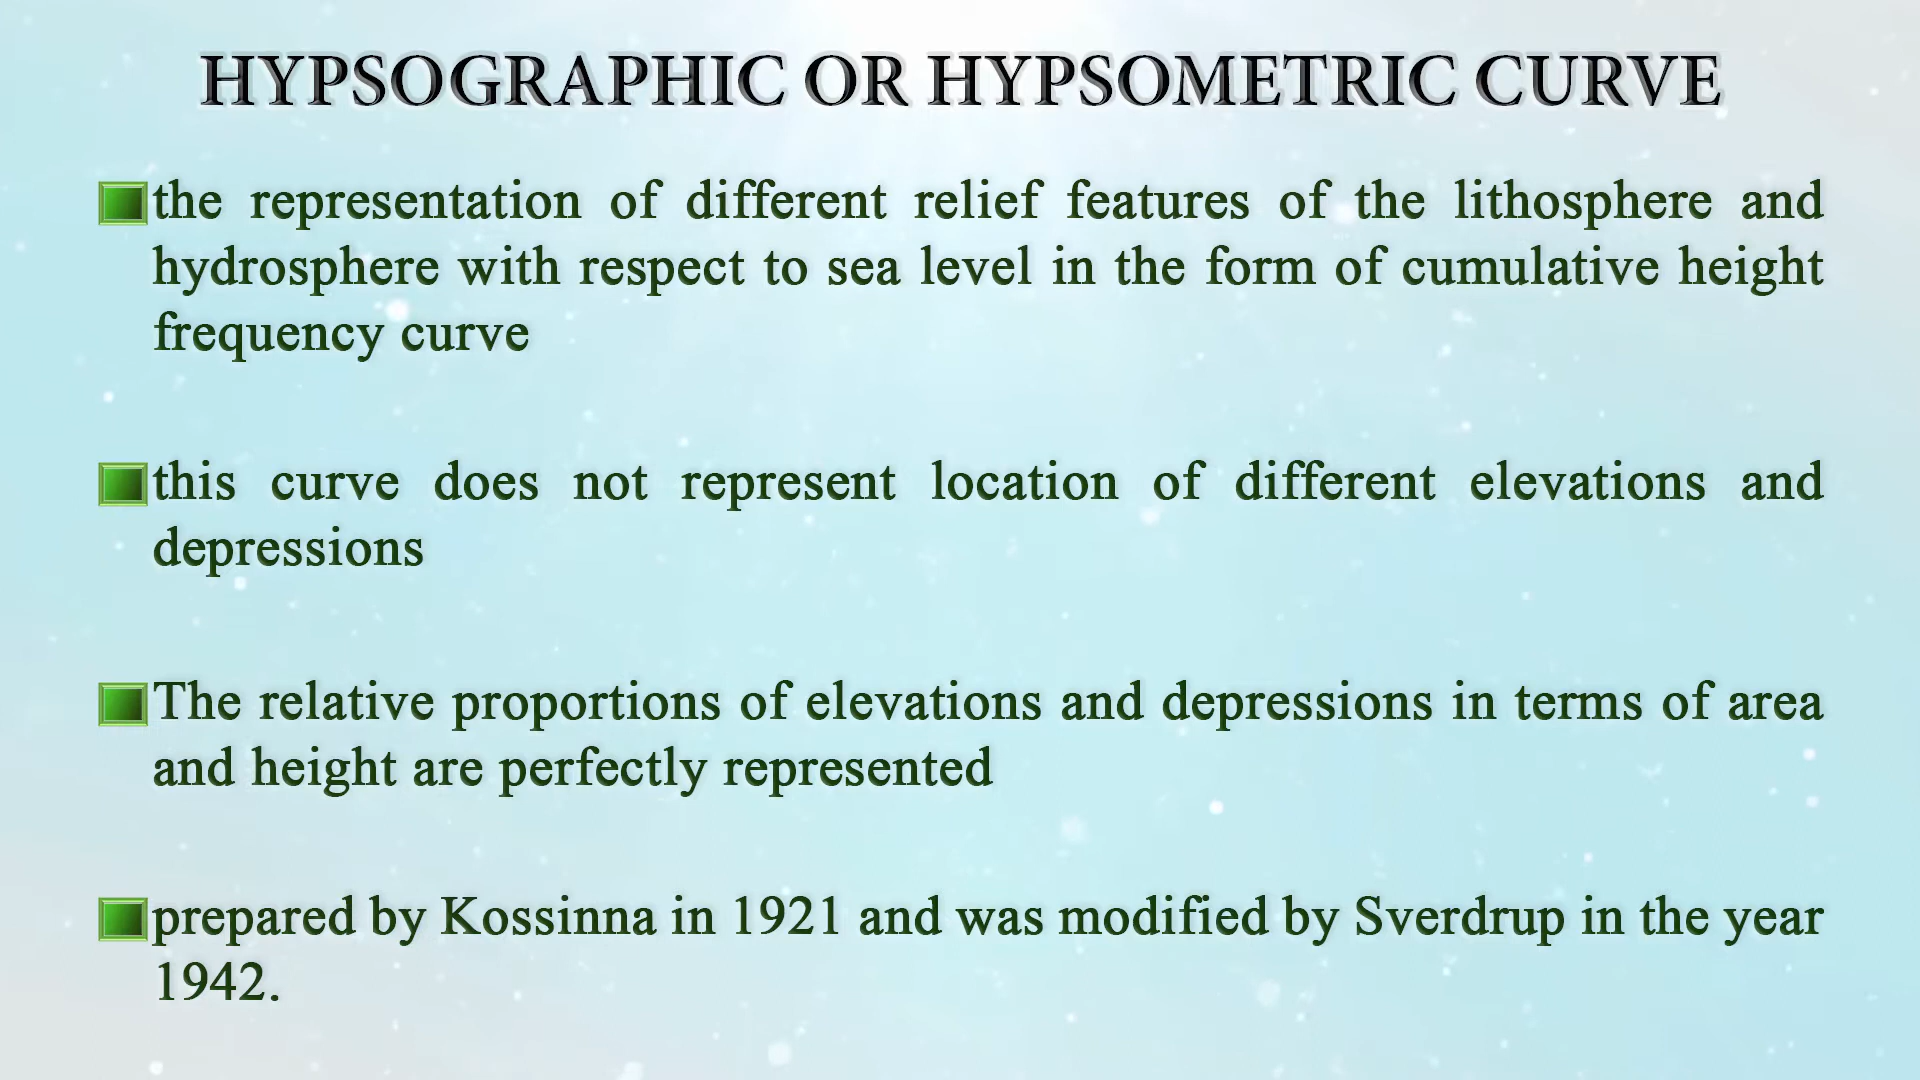 HYPSOGRAPHIC OR HYPSOMETRIC CURVE
the representation of different relief features of the lithosphere and
hydrosphere with respect to sea level in the form of cumulative height
frequency curve
this curve does not represent location of different elevations and
depressions
The relative proportions of elevations and depressions in terms of area
and height are perfectly represented
prepared by Kossinna in 1921 and was modified by Sverdrup in the year
1942.